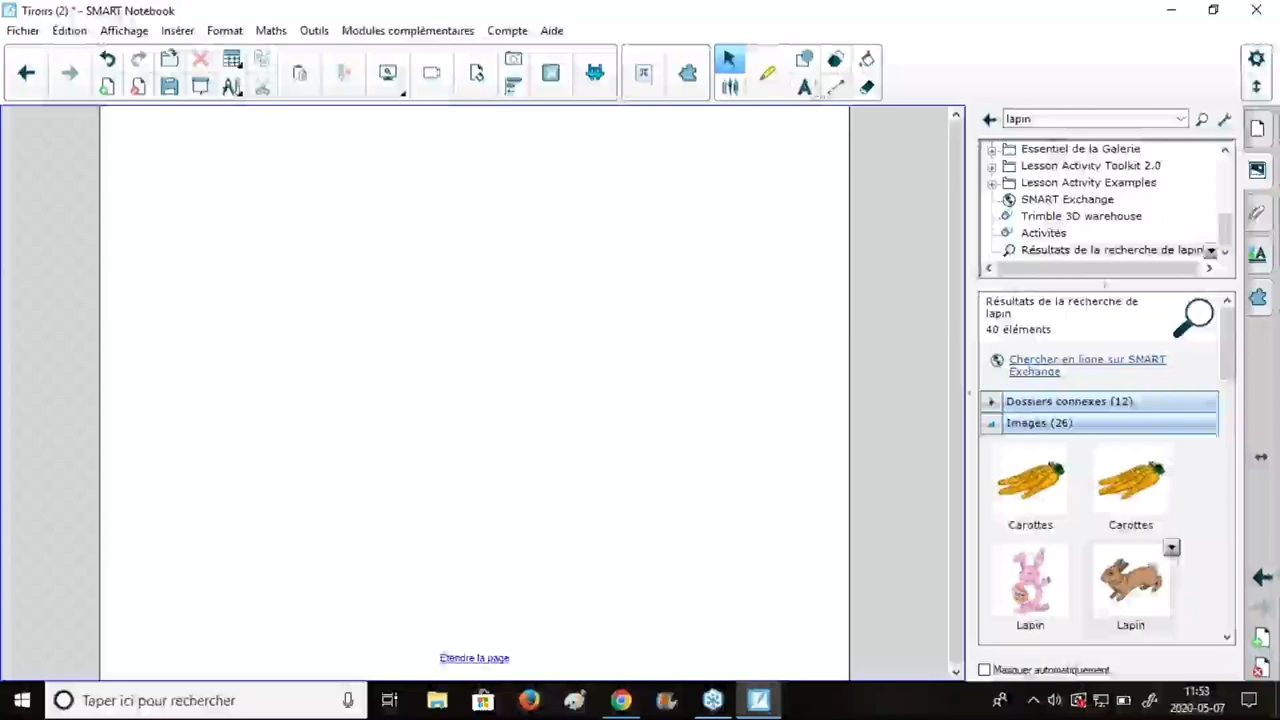 Tiroirs (2) * - SMART Notebook
Fichier Édition Affichage Insérer Format Maths Outils Modules complémentaires Compte Aide
lapin
Essentiel de la Galerie
Lesson Activity Toolkit 2.0
Lesson Activity Examples
SMART Exchange
Trimble 3D warehouse
Activités
Résultats de la recherche de lapin
Résultats de la recherche de
lapin
40 éléments
Chercher en ligne sur SMART
Exchange
Dossiers connexes (12)
Images (26)
Carottes Carottes
Lapin Lapin
Étendre la page
Masquer automatiquement
Taper ici pour rechercher
11:53
2020-05-07